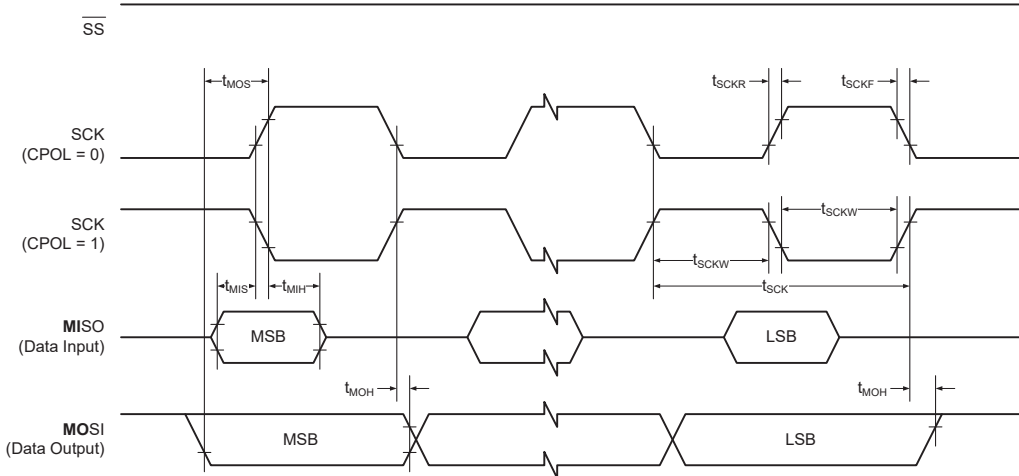 SS
tMOS
tSCKR
tSCKF
SCK
(CPOL = 0)
SCK
(CPOL = 1)
tSCKW
tSCKW
tSCK
tMIS
tMIH
MISO
(Data Input)
MSB
LSB
tMOH
tMOH
MOSI
(Data Output)
MSB
LSB